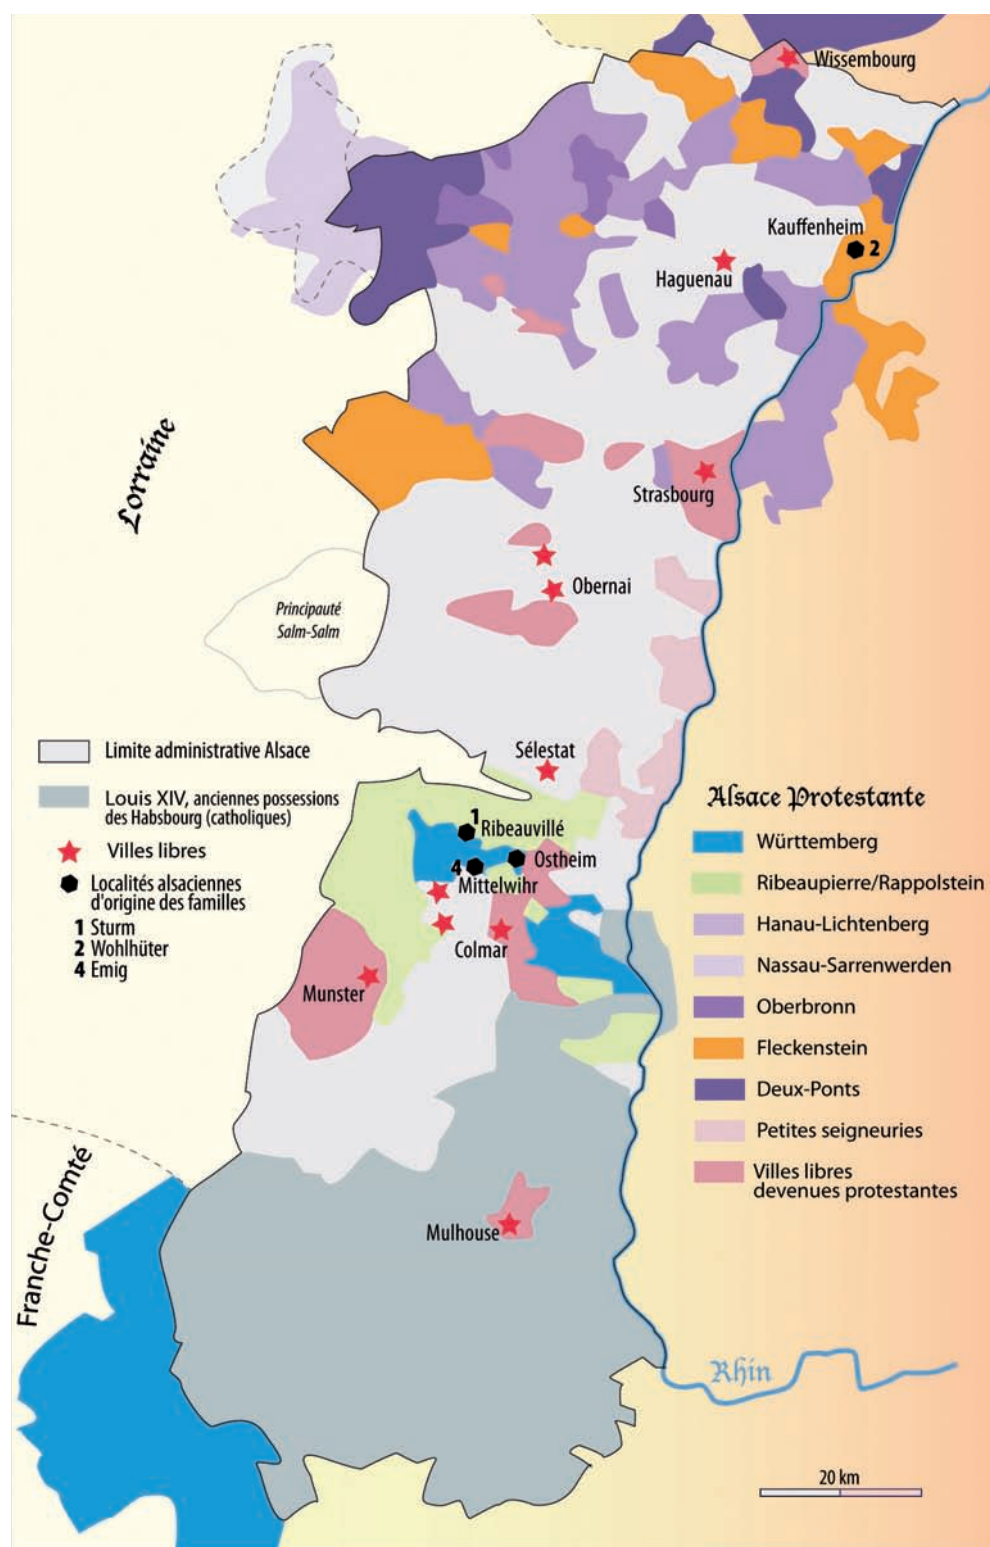 Wissembourg
Kauffenheim
2
Haguenau
Lorraine
Strasbourg
Obernai
Principauté
Salm-Salm
Sélestat
Limite administrative Alsace
Louis XIV, anciennes possessions
des Habsbourg (catholiques)
Villes libres
Localités alsaciennes
d'origine des familles
1 Sturm
2 Wohlhüter
4 Emig
1
Ribeauvillé
Ostheim
4
Mittelwihr
Colmar
Munster
Alsace Protestante
Württemberg
Ribeaupierre/Rappolstein
Hanau-Lichtenberg
Nassau-Sarrenwerden
Oberbronn
Fleckenstein
Deux-Ponts
Petites seigneuries
Villes libres
devenues protestantes
Franche-Comté
Mulhouse
Rhin
20 km